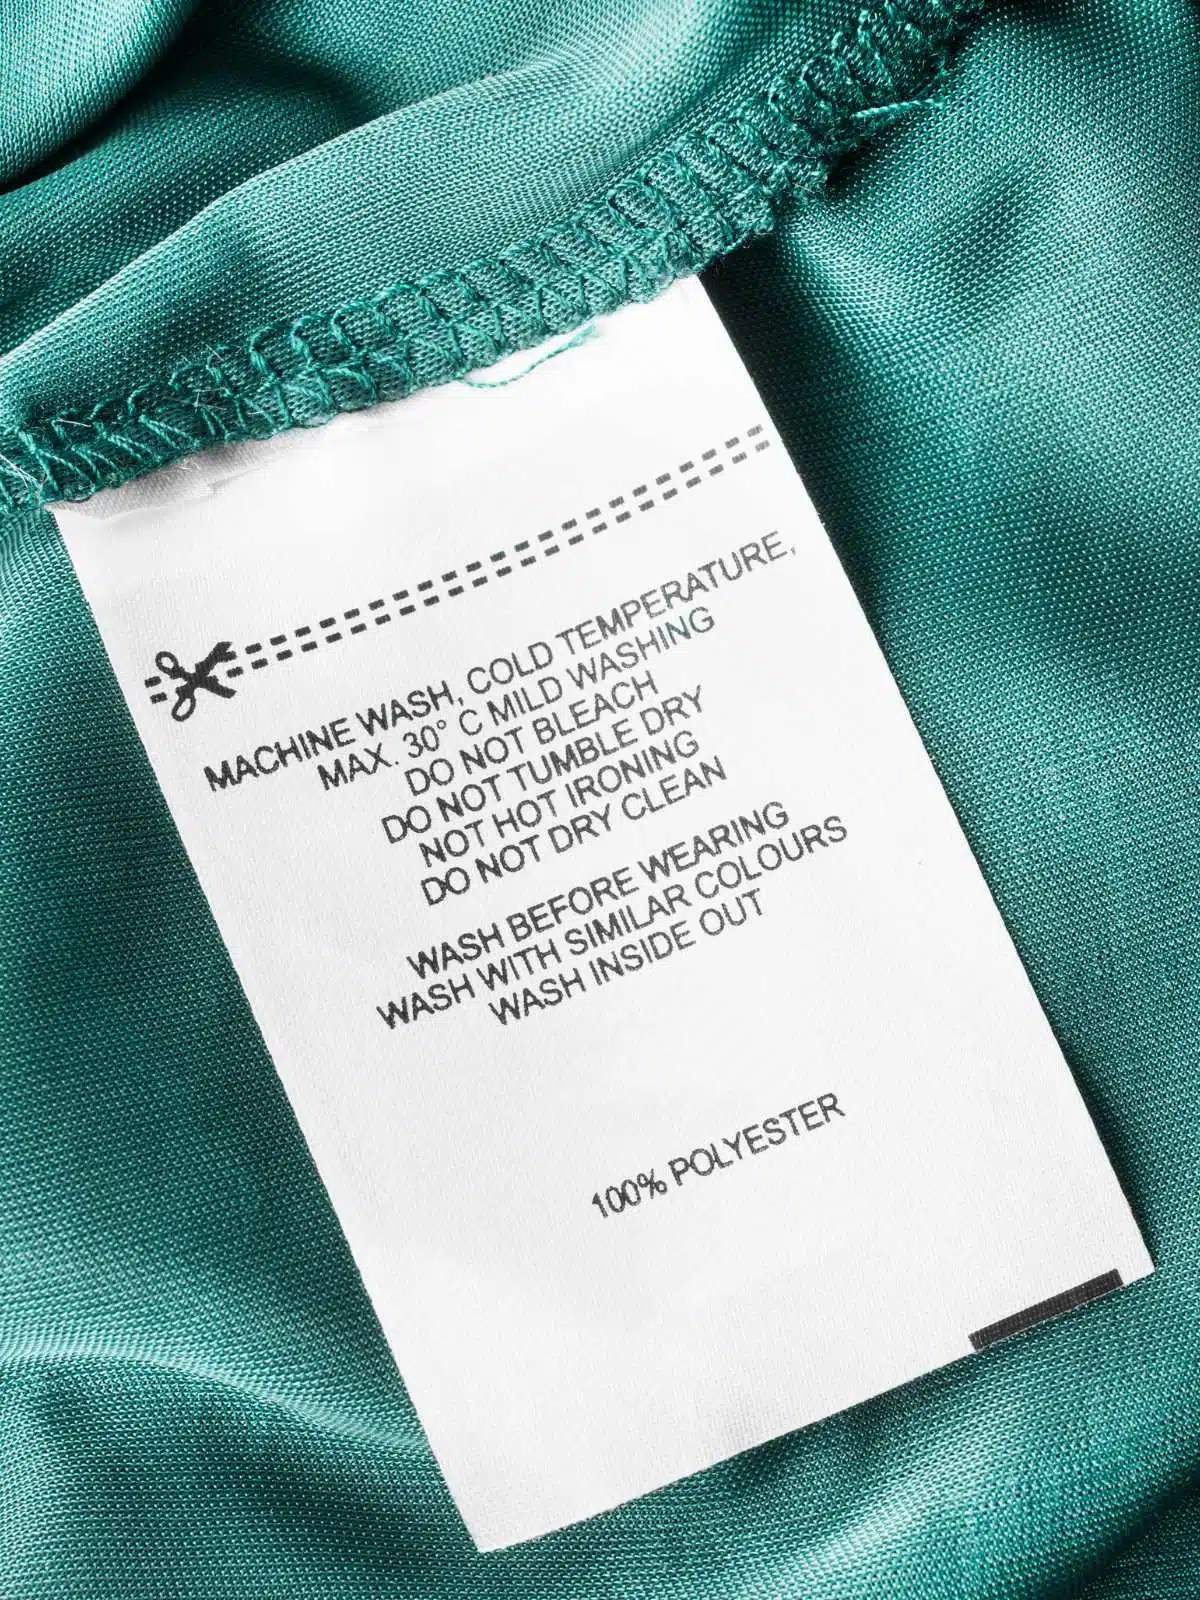 MACHINE WASH, COLD TEMPERATURE,
MAX. 30° C MILD WASHING
DO NOT BLEACH
DO NOT TUMBLE DRY
NOT HOT IRONING
DO NOT DRY CLEAN
WASH BEFORE WEARING
WASH WITH SIMILAR COLOURS
WASH INSIDE OUT
100% POLYESTER